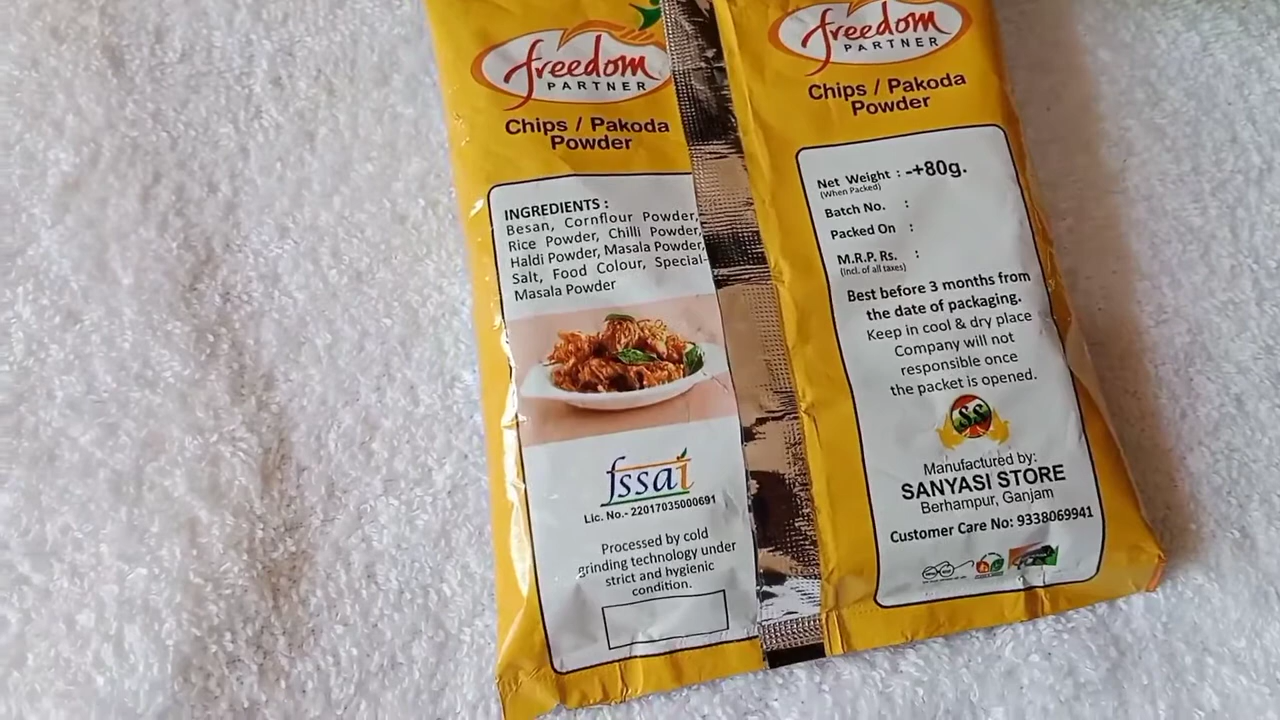 freedom
PARTNER
Chips / Pakoda
Powder
INGREDIENTS :
Besan, Cornflour Powder,
Rice Powder, Chilli Powder,
Haldi Powder, Masala Powder,
Salt, Food Colour, Special-
Masala Powder
fssai
Lic. No.- 22017035000691
Processed by cold
grinding technology under
strict and hygienic
condition.
freedom
PARTNER
Chips / Pakoda
Powder
Net Weight : -+80g.
(When Packed)
Batch No. :
Packed On :
M.R.P. Rs. :
(Incl. of all taxes)
Best before 3 months from
the date of packaging.
Keep in cool & dry place
Company will not
responsible once
the packet is opened.
SS
Manufactured by:
SANYASI STORE
Berhampur, Ganjam
Customer Care No: 9338069941